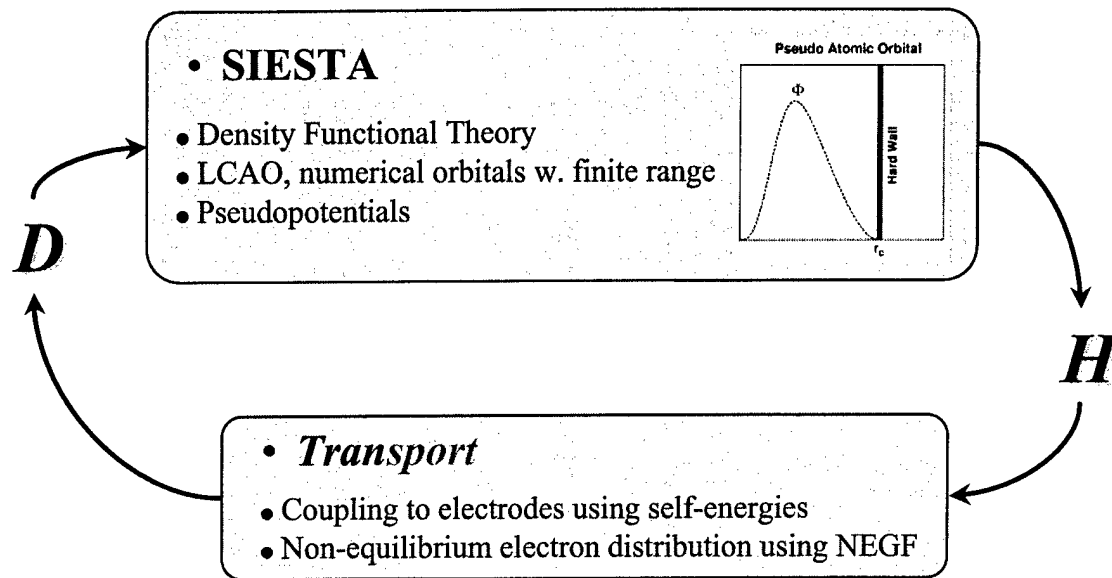 • SIESTA
• Density Functional Theory
• LCAO, numerical orbitals w. finite range
• Pseudopotentials
Pseudo Atomic Orbital
Φ
Hard Wall
r_c
D
H
• Transport
• Coupling to electrodes using self-energies
• Non-equilibrium electron distribution using NEGF